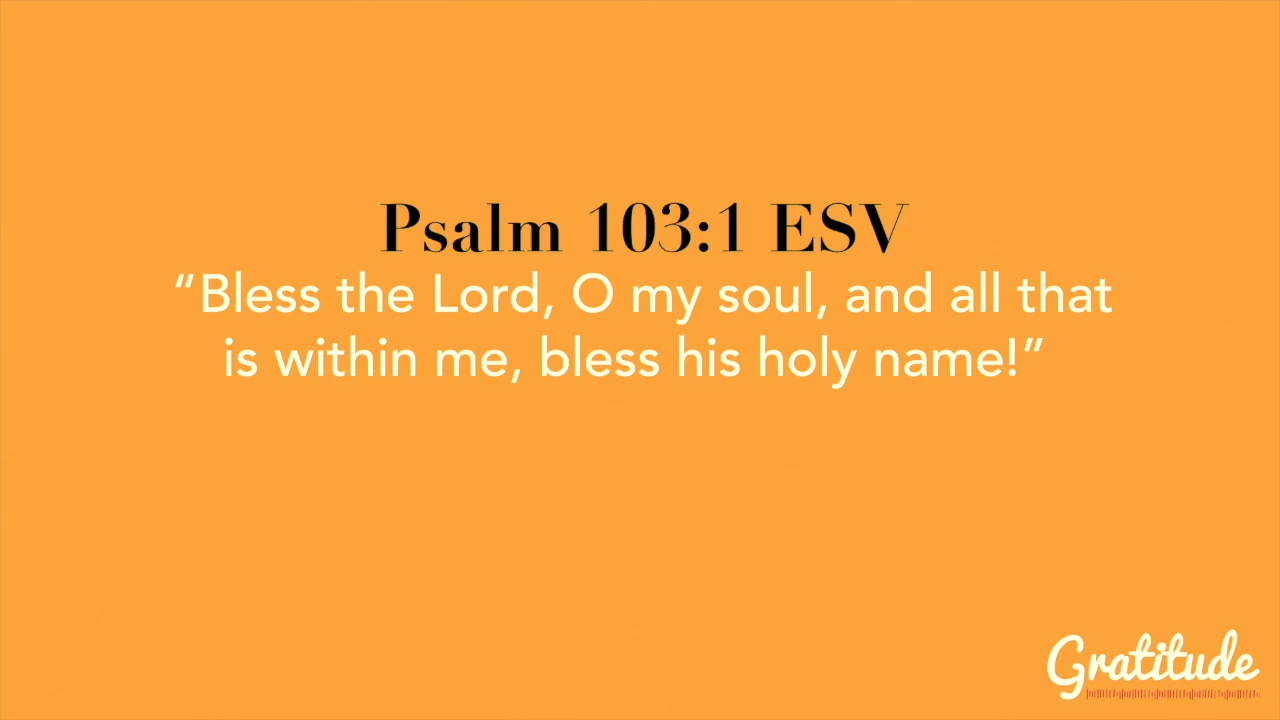 Psalm 103:1 ESV
“Bless the Lord, O my soul, and all that
is within me, bless his holy name!”
Gratitude